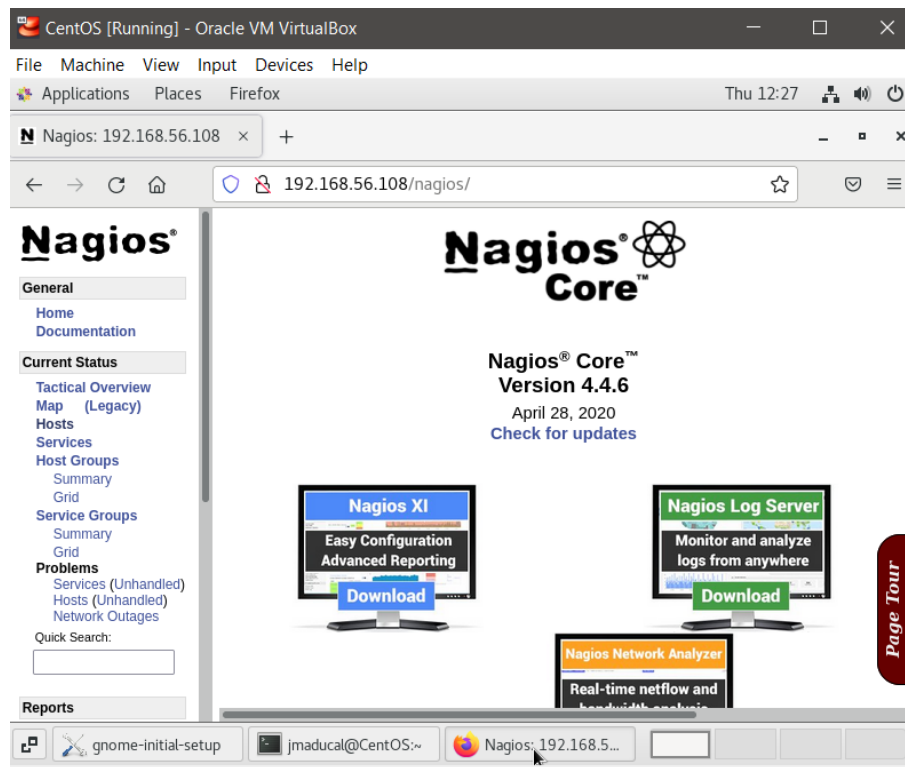 CentOS [Running] - Oracle VM VirtualBox
File Machine View Input Devices Help
Applications Places Firefox Thu 12:27
N Nagios: 192.168.56.108
192.168.56.108/nagios/
Nagios®
General
Home
Documentation
Current Status
Tactical Overview
Map (Legacy)
Hosts
Services
Host Groups
Summary
Grid
Service Groups
Summary
Grid
Problems
Services (Unhandled)
Hosts (Unhandled)
Network Outages
Quick Search:
Reports
Nagios®
Core™
Nagios® Core™
Version 4.4.6
April 28, 2020
Check for updates
Nagios XI
Easy Configuration
Advanced Reporting
Download
Nagios Log Server
Monitor and analyze
logs from anywhere
Download
Nagios Network Analyzer
Real-time netflow and
bandwidth analysis
Page Tour
gnome-initial-setup
jmaducal@CentOS:~
Nagios: 192.168.5...